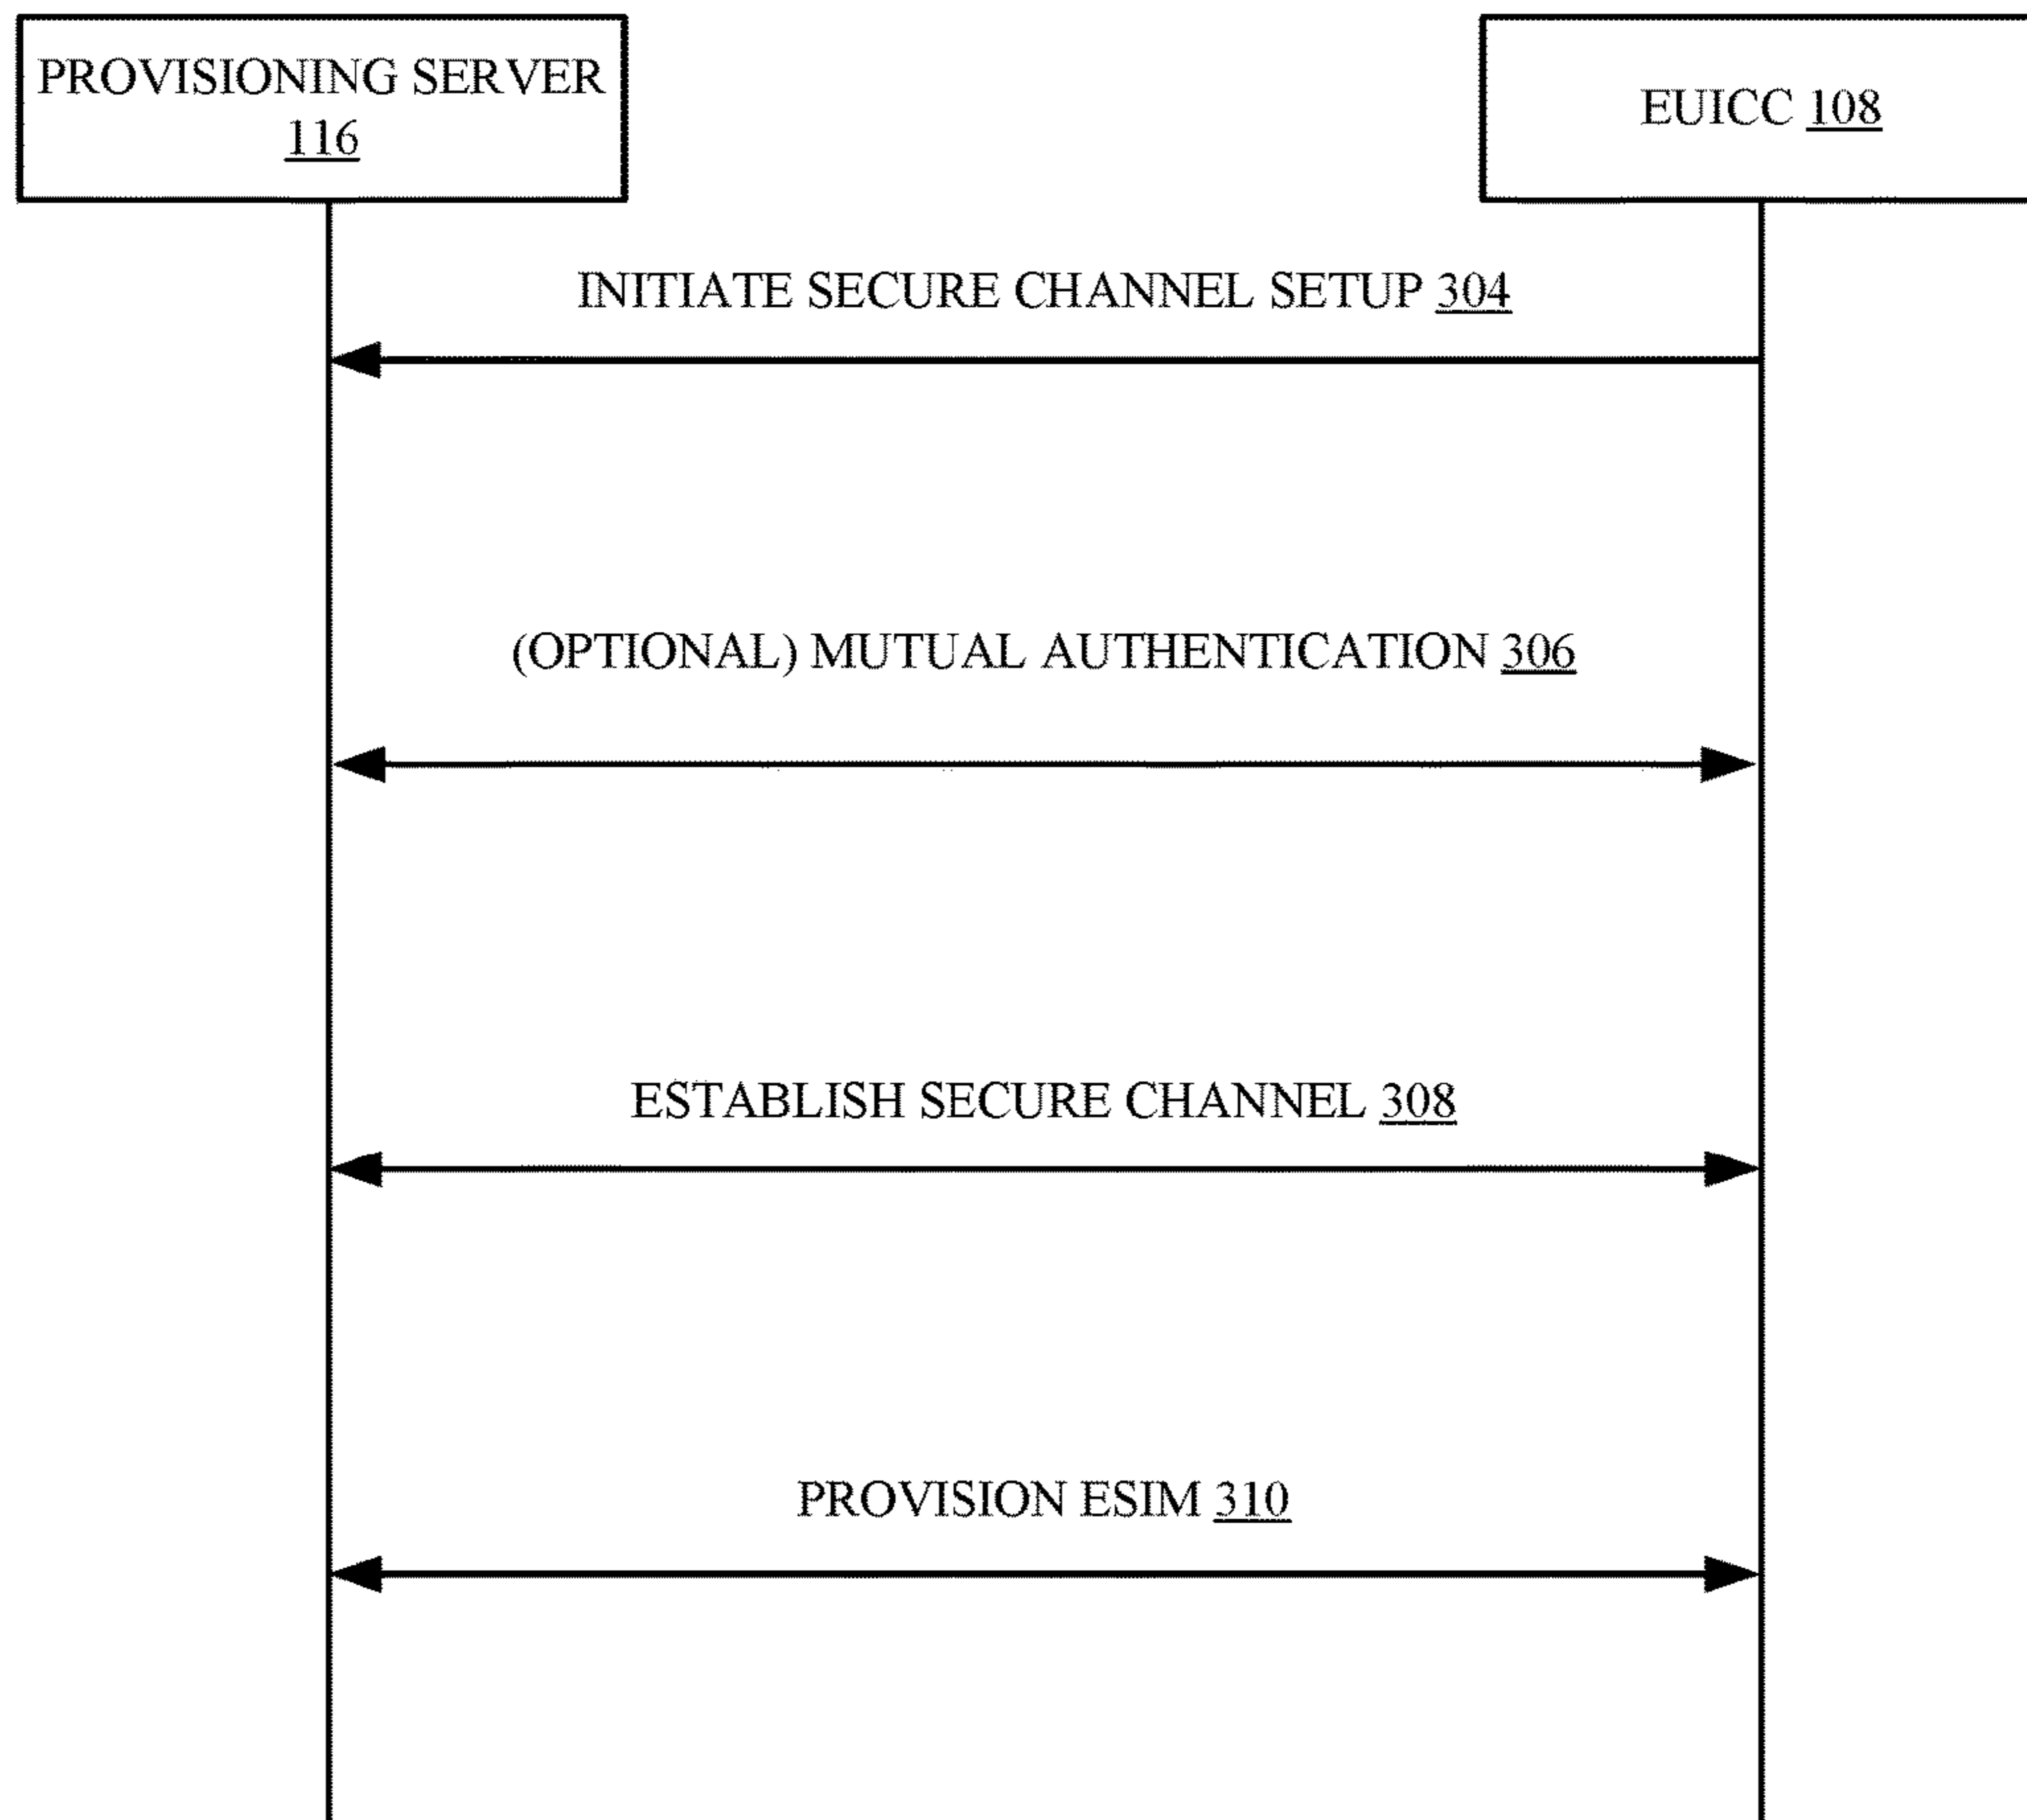 PROVISIONING SERVER
116
EUICC 108
INITIATE SECURE CHANNEL SETUP 304
(OPTIONAL) MUTUAL AUTHENTICATION 306
ESTABLISH SECURE CHANNEL 308
PROVISION ESIM 310